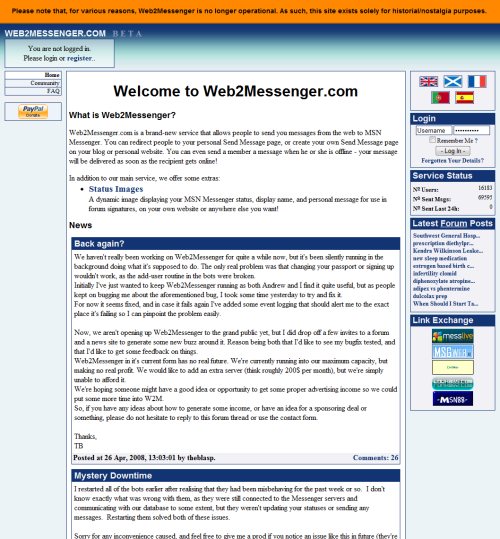 Please note that, for various reasons, Web2Messenger is no longer operational. As such, this site exists solely for historial/nostalgia purposes.
WEB2MESSENGER.COM BETA
You are not logged in.
Please login or register..
Home
Community
FAQ
PayPal
Donate
Welcome to Web2Messenger.com
What is Web2Messenger?
Web2Messenger.com is a brand-new service that allows people to send you messages from the web to MSN
Messenger. You can redirect people to your personal Send Message page, or create your own Send Message page
on your blog or personal website. You can even send a member a message when he or she is offline - your message
will be delivered as soon as the recipient gets online!
In addition to our main service, we offer some extras:
• Status Images
A dynamic image displaying your MSN Messenger status, display name, and personal message for use in
forum signatures, on your own website or anywhere else you want!
News
Back again?
We haven't really been working on Web2Messenger for quite a while now, but it's been silently running in the
background doing what it's supposed to do. The only real problem was that changing your passport or signing up
wouldn't work, as the add-user routine in the bots were broken.
Initially I've just wanted to keep Web2Messenger running as both Andrew and I find it quite useful, but as people
kept on bugging me about the aforementioned bug, I took some time yesterday to try and fix it.
For now it seems fixed, and in case it fails again I've added some event logging that should alert me to the exact
place it's failing so I can pinpoint the problem easily.
Now, we aren't opening up Web2Messenger to the grand public yet, but I did drop off a few invites to a forum
and a news site to generate some new buzz around it. Reason being both that I'd like to see my bugfix tested, and
that I'd like to get some feedback on things.
Web2Messenger in it's current form has no real future. We're currently running into our maximum capacity, but
making no real profit. We would like to add an extra server (think roughly 200$ per month), but we're simply
unable to afford it.
We're hoping someone might have a good idea or opportunity to get some proper advertising income so we could
put some more time into W2M.
So, if you have any ideas about how to generate some income, or have an idea for a sponsoring deal or
something, please do not hesitate to reply to this forum thread or use the contact form.
Thanks,
TB
Posted at 26 Apr, 2008, 13:03:01 by theblasp. Comments: 26
Mystery Downtime
I restarted all of the bots earlier after realising that they had been misbehaving for the past week or so. I don't
know exactly what was wrong with them, as they were still connected to the Messenger servers and
communicating with our database to some extent, but they weren't updating your statuses or sending any
messages. Restarting them solved both of these issues.
Sorry for any inconvenience caused, and feel free to give me a prod if you notice an issue like this in future (they're
Login
Username
Remember Me ?
- Log In -
Forgotten Your Details?
Service Status
Nº Users: 16183
Nº Sent Msgs: 69595
Nº Sent Last 24h: 0
Latest Forum Posts
Southwest General Hosp...
prescription diethylpr...
Kendra Wilkinson Leake...
new sleep medication
estrogen based birth c...
infertility clomid
diphenoxylate atropine...
adipex vs phentermine
dulcolax prep
When Should I Start Ta...
Link Exchange
messlive